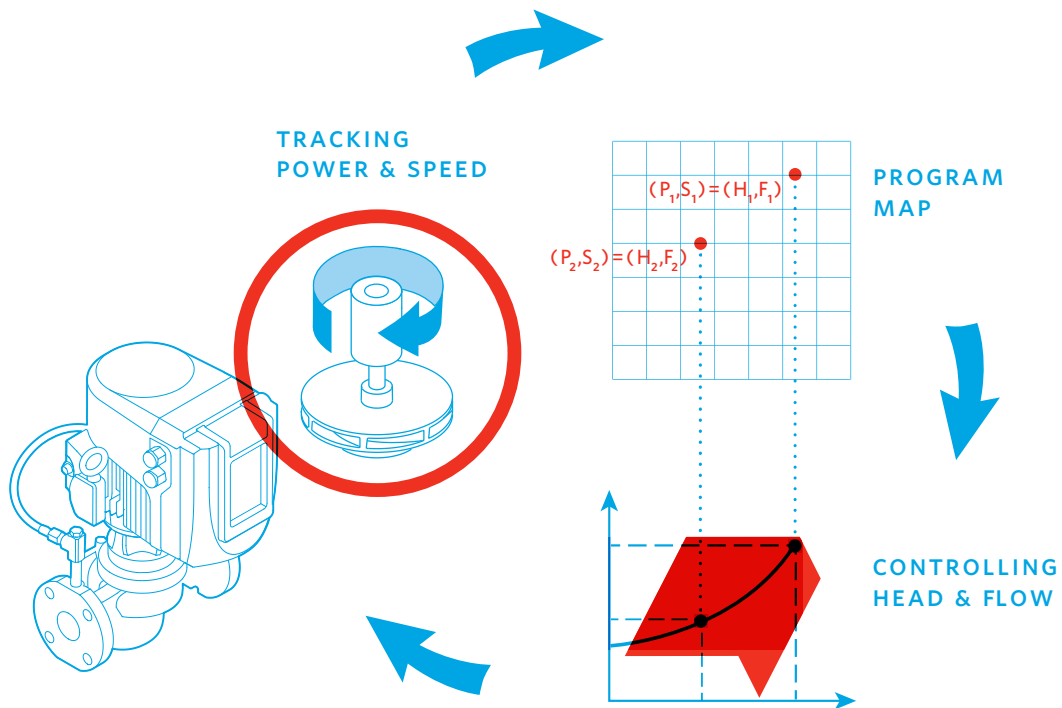 TRACKING
POWER & SPEED
PROGRAM
MAP
(P₁,S₁)=(H₁,F₁)
(P₂,S₂)=(H₂,F₂)
CONTROLLING
HEAD & FLOW